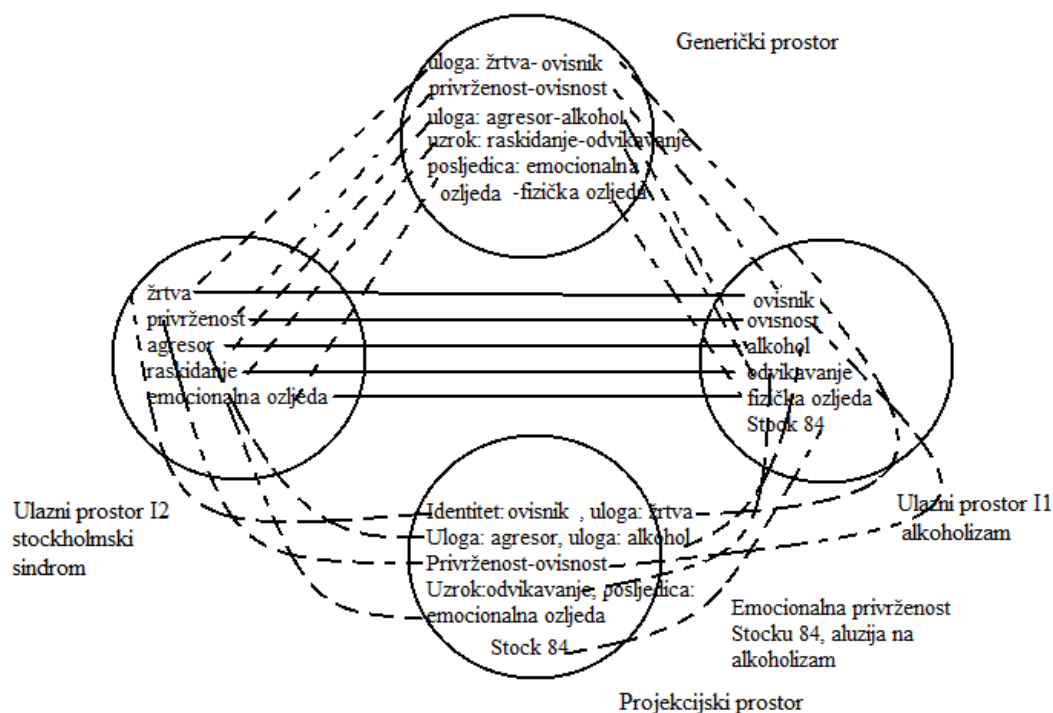 Generički prostor
uloga: žrtva- ovisnik
privrženost-ovisnost
uloga: agresor-alkohol
uzrok: raskidanje-odvikavanje
posljedica: emocionalna
ozljeda -fizička ozljeda
žrtva
privrženost
agresor
raskidanje
emocionalna ozljeda
ovisnik
ovisnost
alkohol
odvikavanje
fizička ozljeda
Stock 84
Ulazni prostor I2
stockholmski
sindrom
Ulazni prostor I1
alkoholizam
Identitet: ovisnik , uloga: žrtva
Uloga: agresor, uloga: alkohol
Privrženost-ovisnost
Uzrok:odvikavanje, posljedica:
emocionalna ozljeda
Stock 84
Emocionalna privrženost
Stocku 84, aluzija na
alkoholizam
Projekcijski prostor